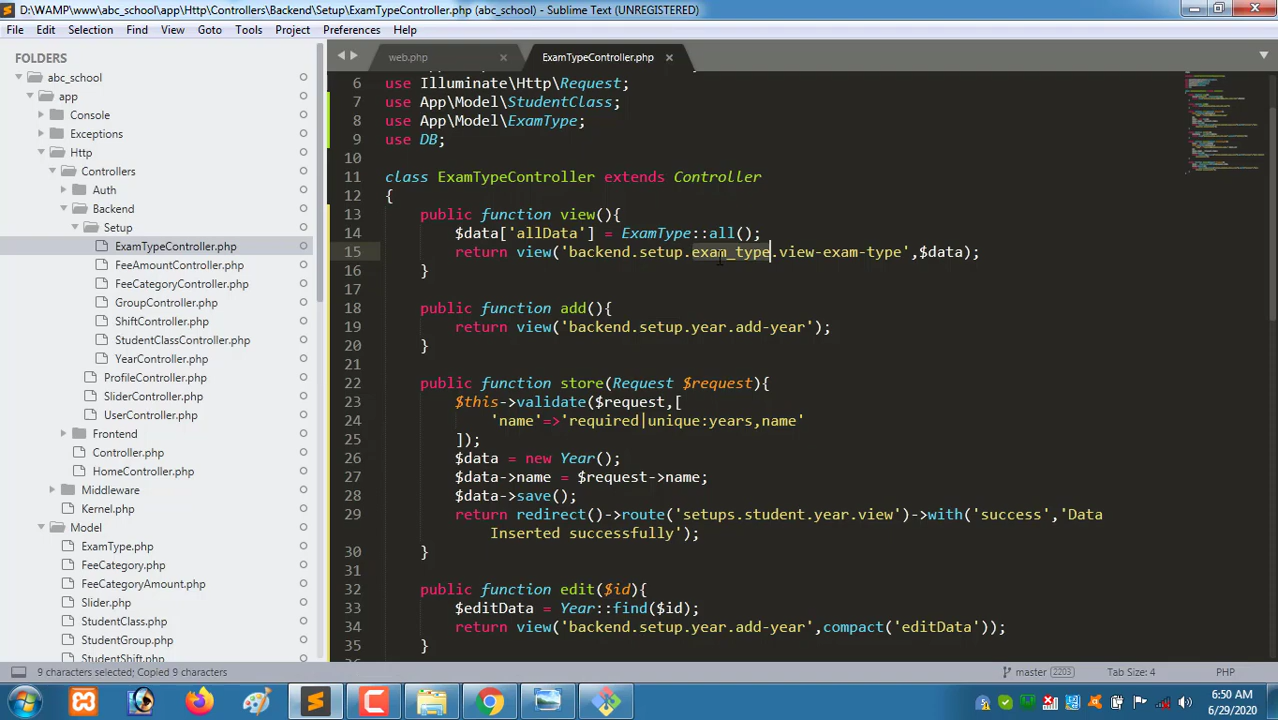 D:\WAMP\www\abc_school\app\Http\Controllers\Backend\Setup\ExamTypeController.php (abc_school) - Sublime Text (UNREGISTERED)
File Edit Selection Find View Goto Tools Project Preferences Help
FOLDERS
abc_school
app
Console
Exceptions
Http
Controllers
Auth
Backend
Setup
ExamTypeController.php
FeeAmountController.php
FeeCategoryController.php
GroupController.php
ShiftController.php
StudentClassController.php
YearController.php
ProfileController.php
SliderController.php
UserController.php
Frontend
Controller.php
HomeController.php
Middleware
Kernel.php
Model
ExamType.php
FeeCategory.php
FeeCategoryAmount.php
Slider.php
StudentClass.php
StudentGroup.php
StudentShift.php
web.php
ExamTypeController.php
6 use Illuminate\Http\Request;
7 use App\Model\StudentClass;
8 use App\Model\ExamType;
9 use DB;
10
11 class ExamTypeController extends Controller
12 {
13 public function view(){
14 $data['allData'] = ExamType::all();
15 return view('backend.setup.exam_type.view-exam-type',$data);
16 }
17
18 public function add(){
19 return view('backend.setup.year.add-year');
20 }
21
22 public function store(Request $request){
23 $this->validate($request,[
24 'name'=>'required|unique:years,name'
25 ]);
26 $data = new Year();
27 $data->name = $request->name;
28 $data->save();
29 return redirect()->route('setups.student.year.view')->with('success','Data
Inserted successfully');
30 }
31
32 public function edit($id){
33 $editData = Year::find($id);
34 return view('backend.setup.year.add-year',compact('editData'));
35 }
9 characters selected; Copied 9 characters
master 2203
Tab Size: 4
PHP
6:50 AM
6/29/2020